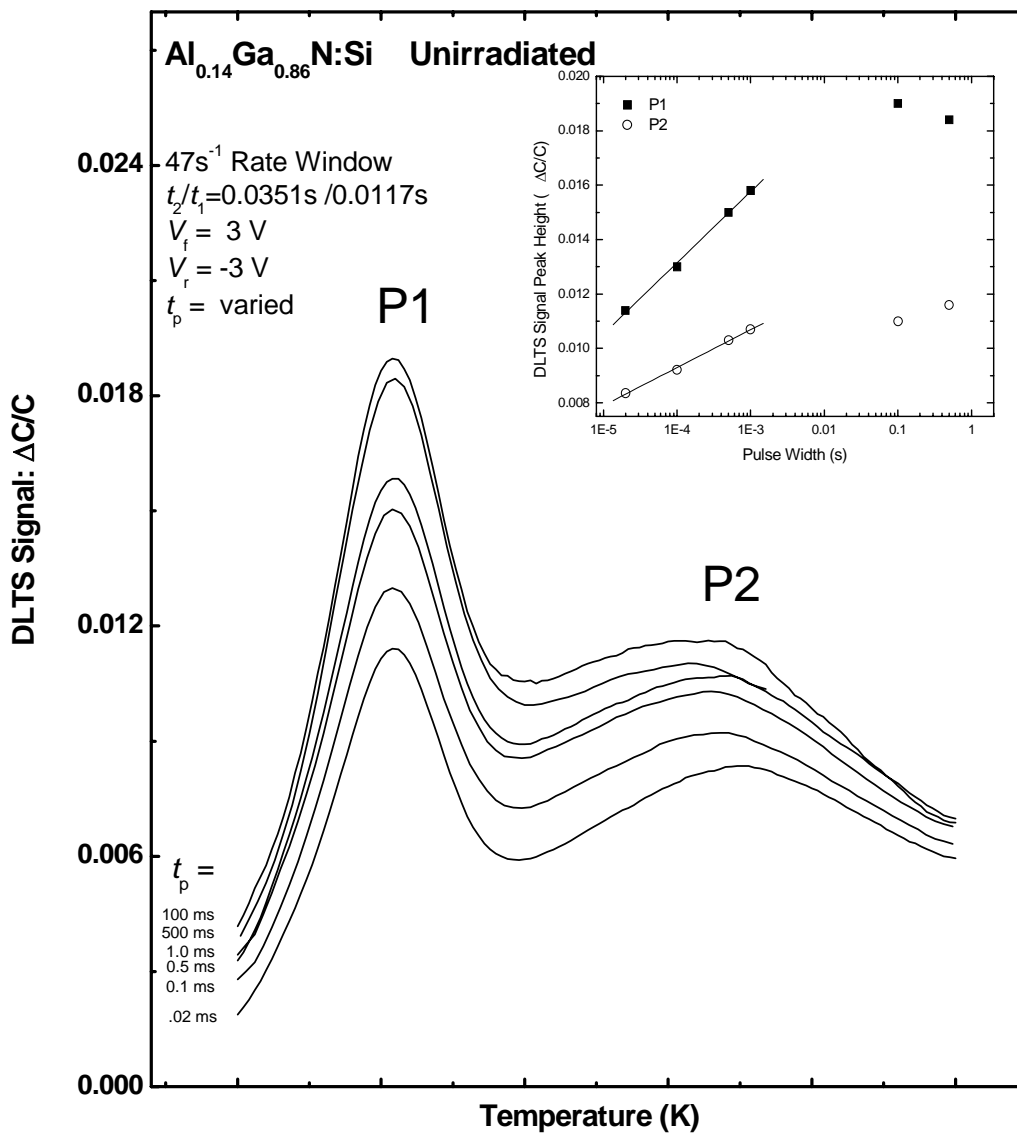 Al0.14Ga0.86N:Si Unirradiated
47s-1 Rate Window
t2/t1=0.0351s /0.0117s
Vf = 3 V
Vr = -3 V
tp = varied
P1
P2
0.024
0.018
0.012
0.006
0.000
DLTS Signal: ΔC/C
Temperature (K)
tp =
100 ms
500 ms
1.0 ms
0.5 ms
0.1 ms
.02 ms
P1
P2
0.020
0.018
0.016
0.014
0.012
0.010
0.008
DLTS Signal Peak Height ( ΔC/C)
1E-5 1E-4 1E-3 0.01 0.1 1
Pulse Width (s)